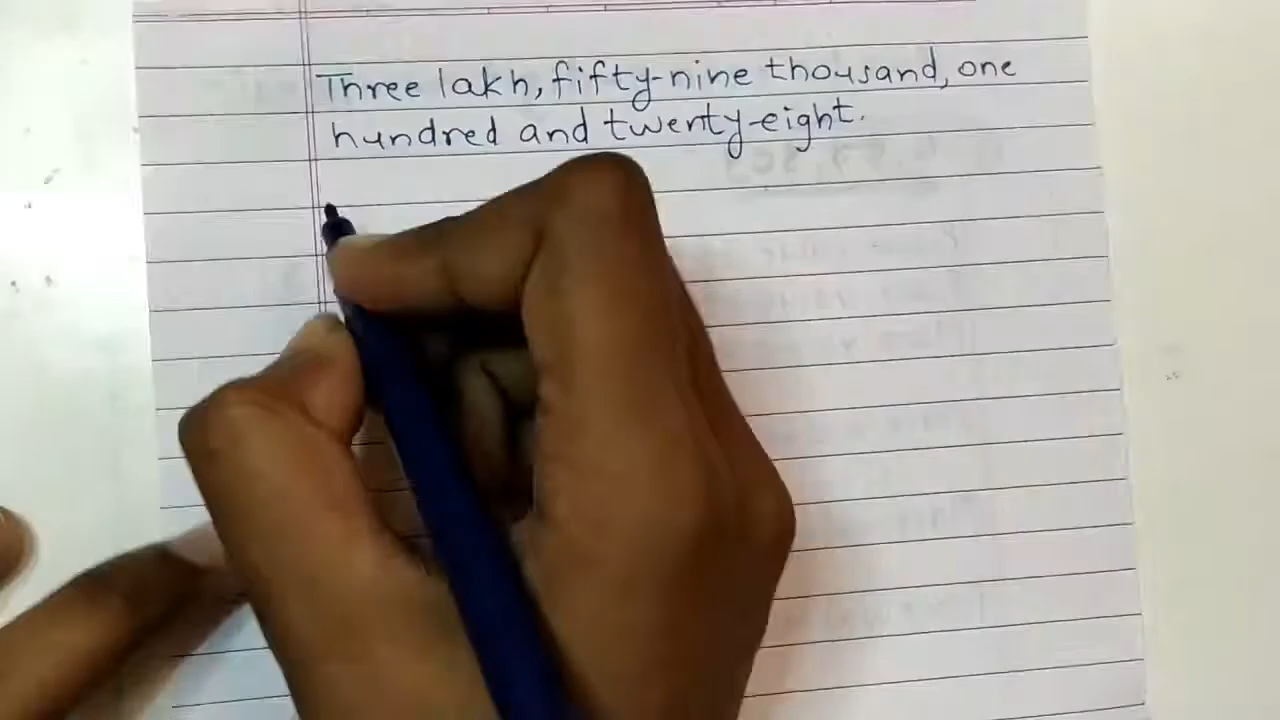 Three lakh, fifty-nine thousand, one
hundred and twenty-eight.